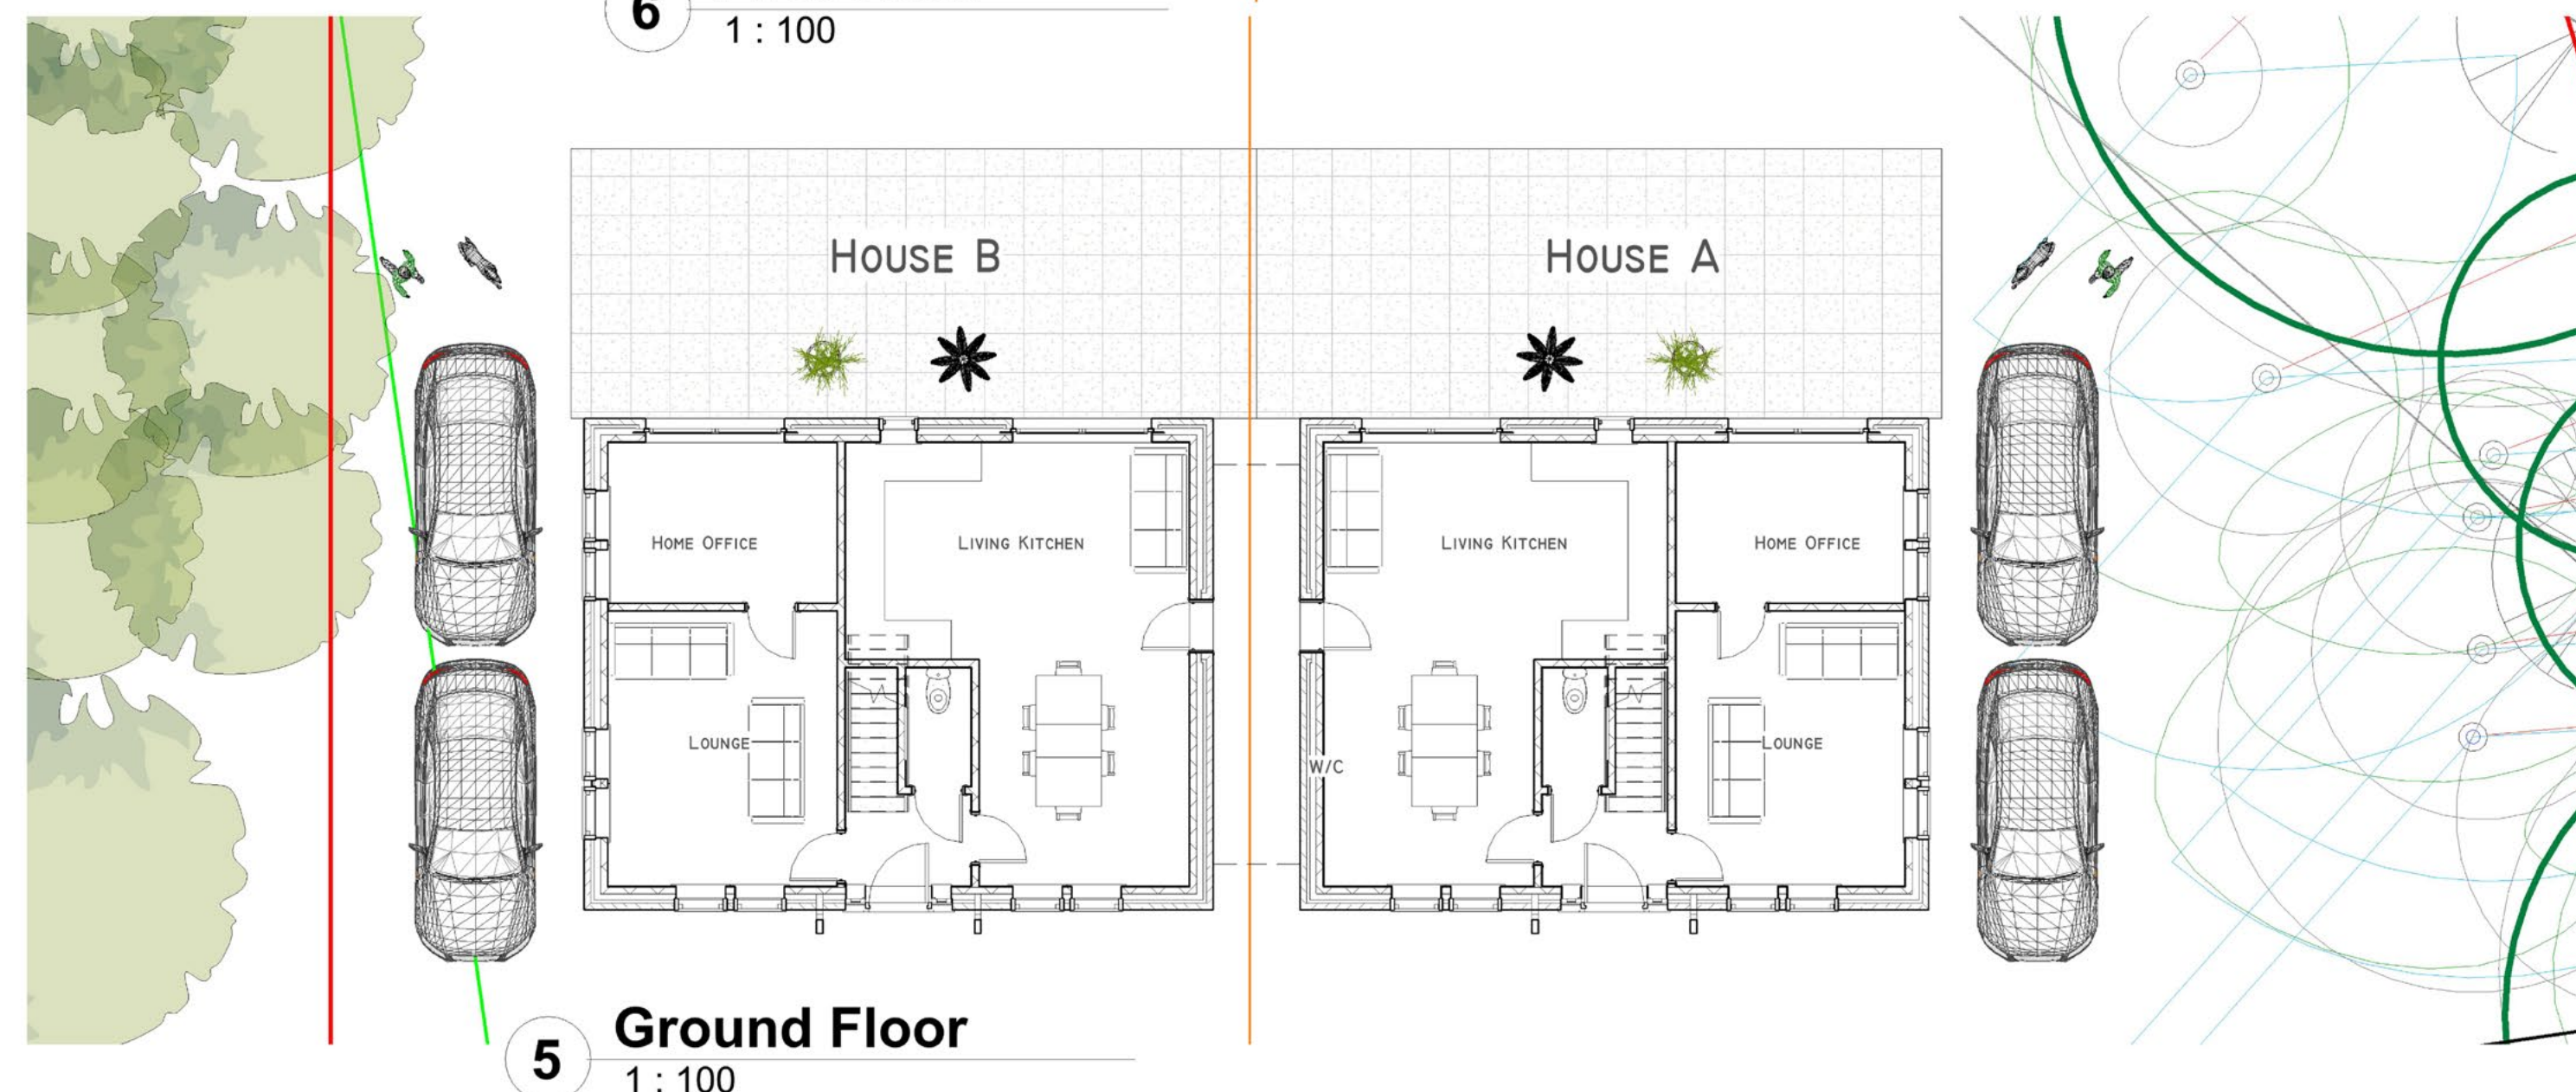 6
1 : 100
HOUSE B
HOUSE A
HOME OFFICE
LIVING KITCHEN
LIVING KITCHEN
HOME OFFICE
LOUNGE
W/C
LOUNGE
5
Ground Floor
1 : 100